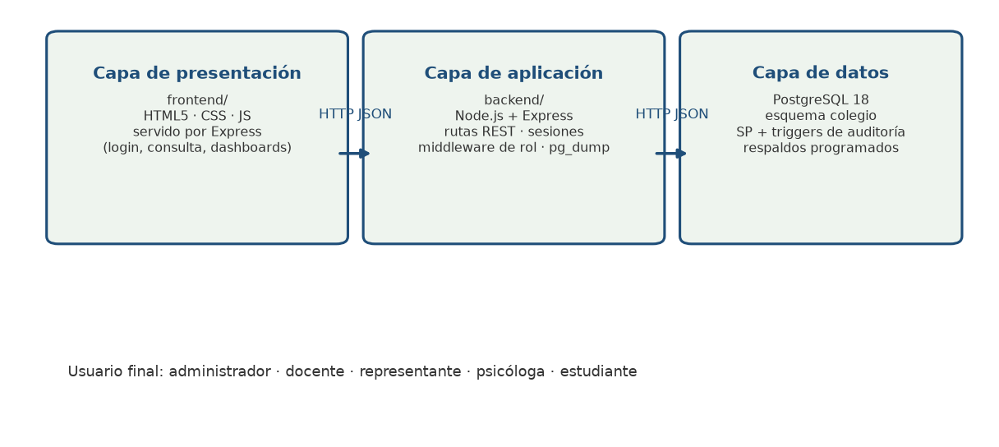 Capa de presentación
frontend/
HTML5 · CSS · JS
servido por Express
(login, consulta, dashboards)
HTTP JSON
Capa de aplicación
backend/
Node.js + Express
rutas REST · sesiones
middleware de rol · pg_dump
HTTP JSON
Capa de datos
PostgreSQL 18
esquema colegio
SP + triggers de auditoría
respaldos programados
Usuario final: administrador · docente · representante · psicóloga · estudiante